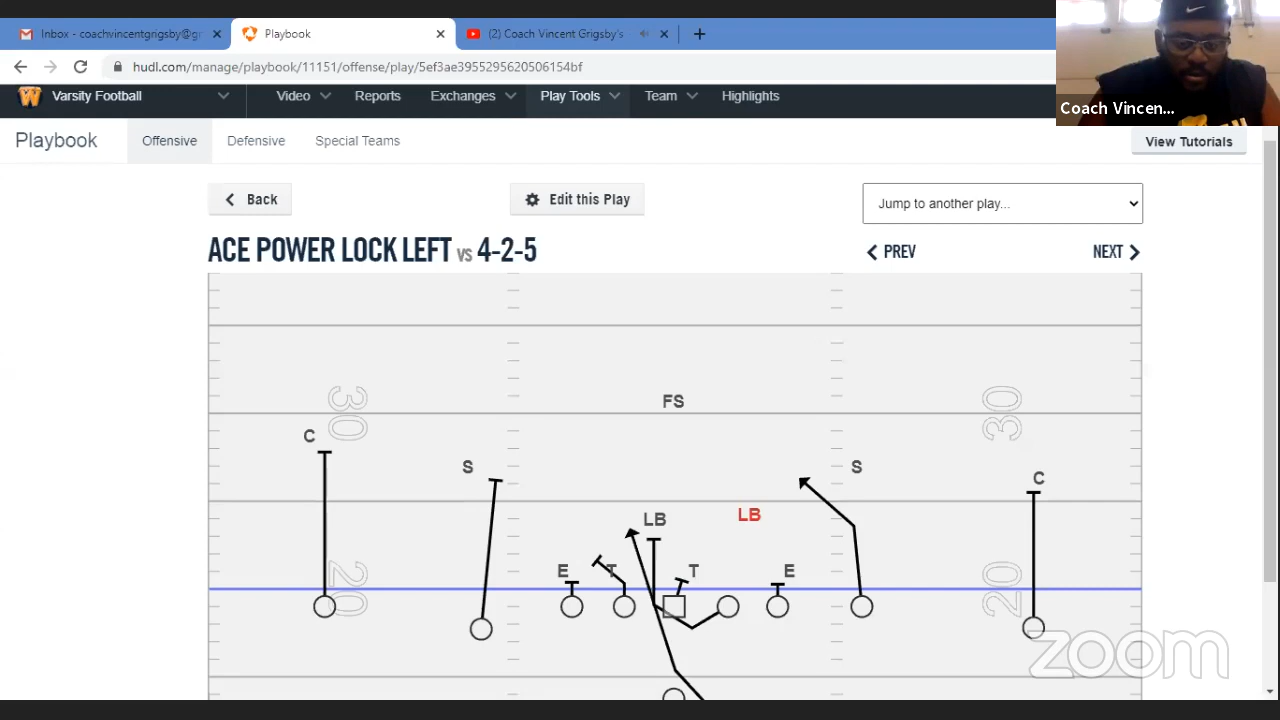 Inbox - coachvincentgrigsby@gr
Playbook
(2) Coach Vincent Grigsby's
hudl.com/manage/playbook/11151/offense/play/5ef3ae3955295620506154bf
Coach Vincen...
W Varsity Football
Video
Reports
Exchanges
Play Tools
Team
Highlights
Playbook
Offensive
Defensive
Special Teams
View Tutorials
Back
Edit this Play
Jump to another play...
ACE POWER LOCK LEFT vs 4-2-5
PREV
NEXT
FS
30
30
C
S
S
C
LB
LB
E
T
T
E
20
20
zoom